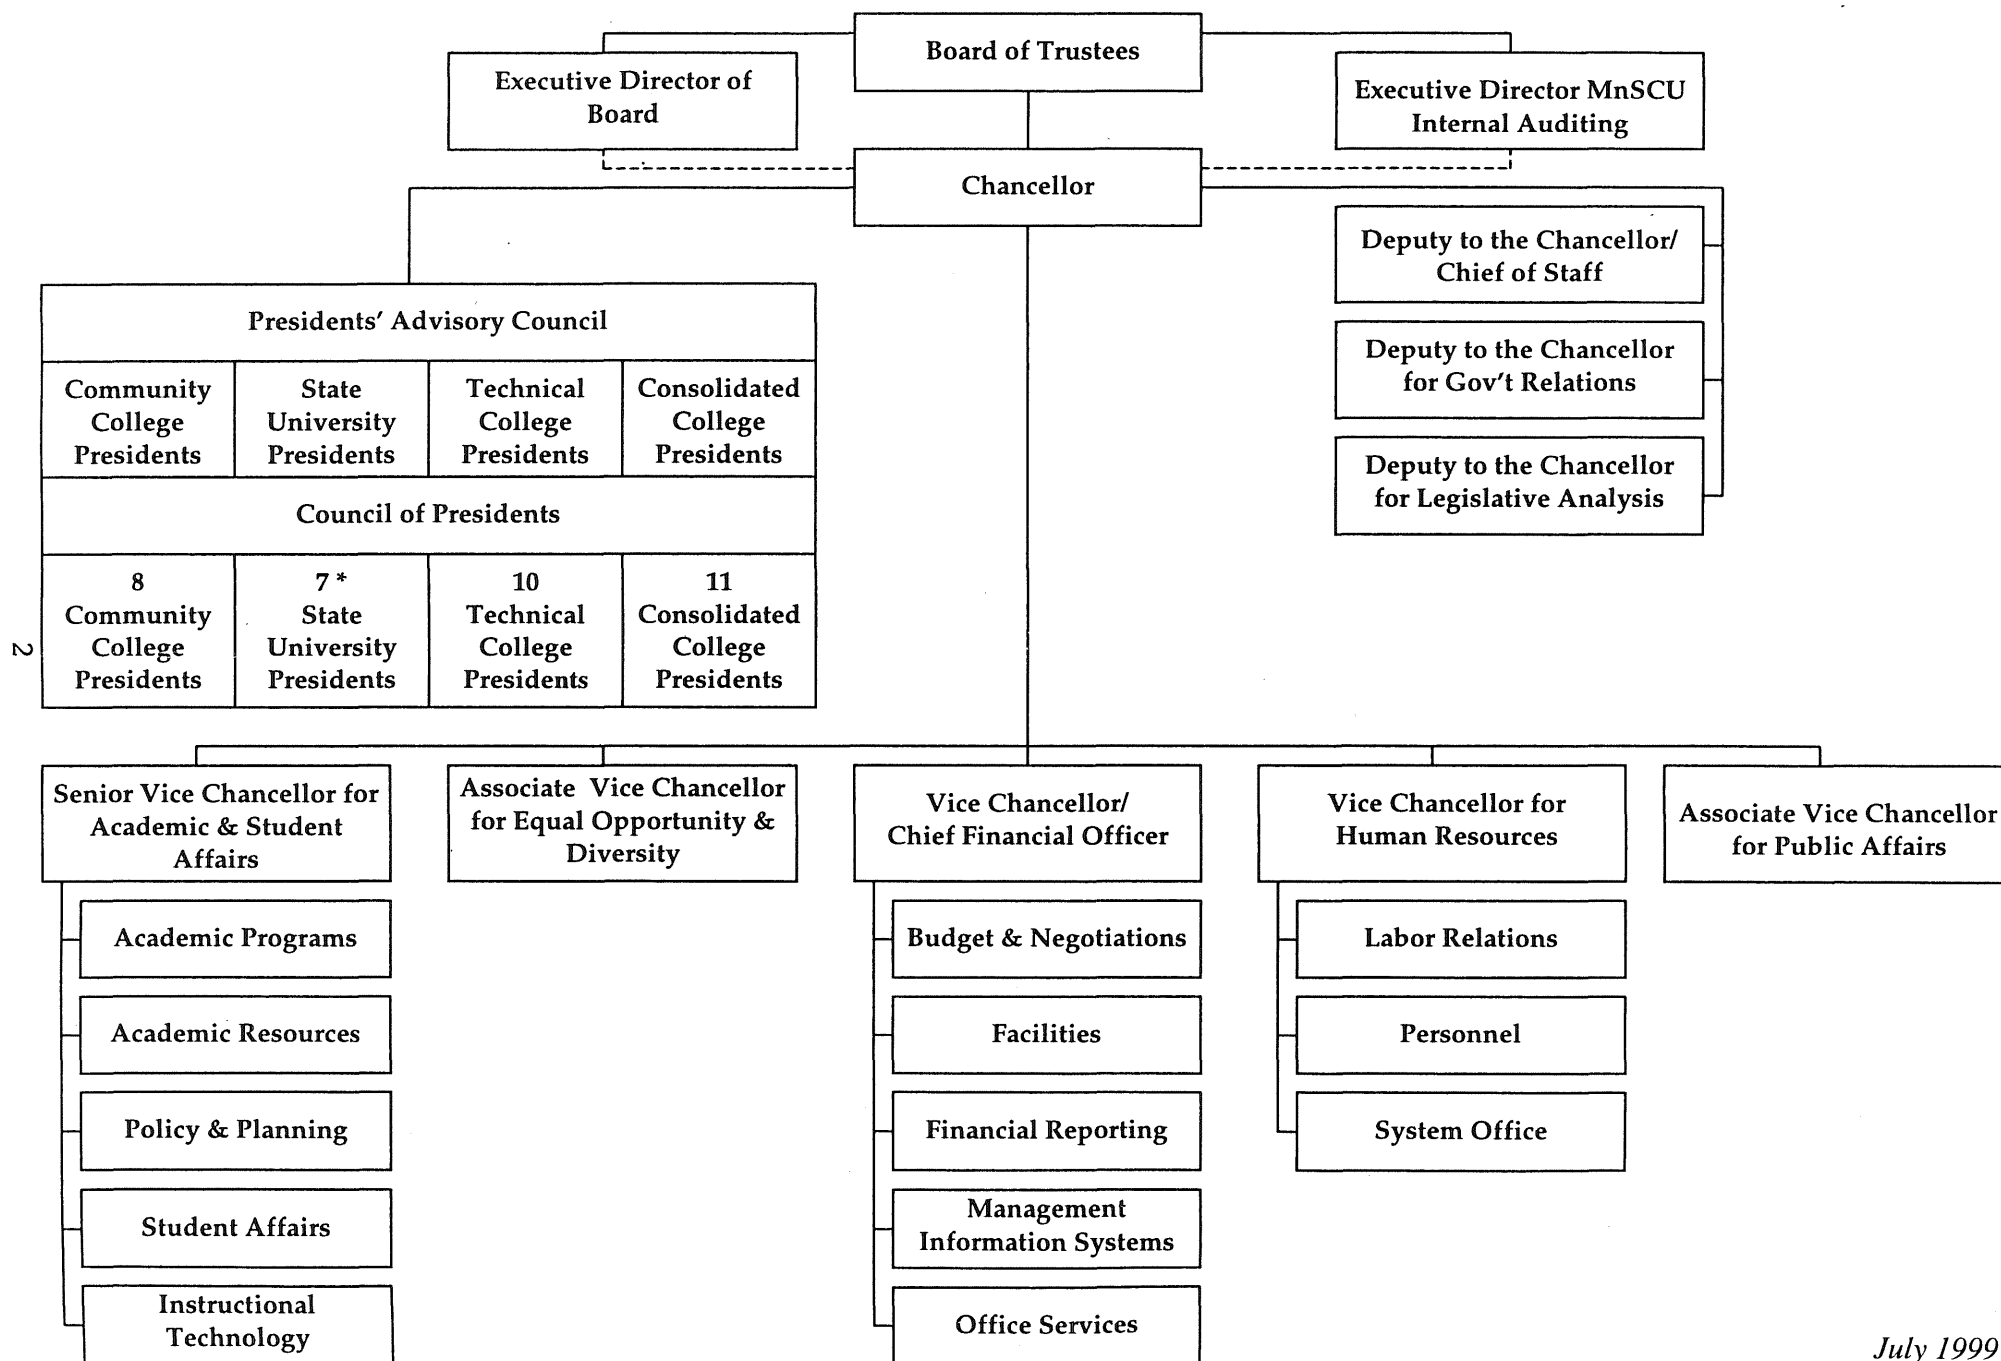 Board of Trustees
Executive Director of
Board
Executive Director MnSCU
Internal Auditing
Chancellor
Deputy to the Chancellor/
Chief of Staff
Deputy to the Chancellor
for Gov't Relations
Deputy to the Chancellor
for Legislative Analysis
Presidents' Advisory Council
Community
College
Presidents
State
University
Presidents
Technical
College
Presidents
Consolidated
College
Presidents
Council of Presidents
8
Community
College
Presidents
7 *
State
University
Presidents
10
Technical
College
Presidents
11
Consolidated
College
Presidents
2
Senior Vice Chancellor for
Academic & Student
Affairs
Academic Programs
Academic Resources
Policy & Planning
Student Affairs
Instructional
Technology
Associate Vice Chancellor
for Equal Opportunity &
Diversity
Vice Chancellor/
Chief Financial Officer
Budget & Negotiations
Facilities
Financial Reporting
Management
Information Systems
Office Services
Vice Chancellor for
Human Resources
Labor Relations
Personnel
System Office
Associate Vice Chancellor
for Public Affairs
July 1999